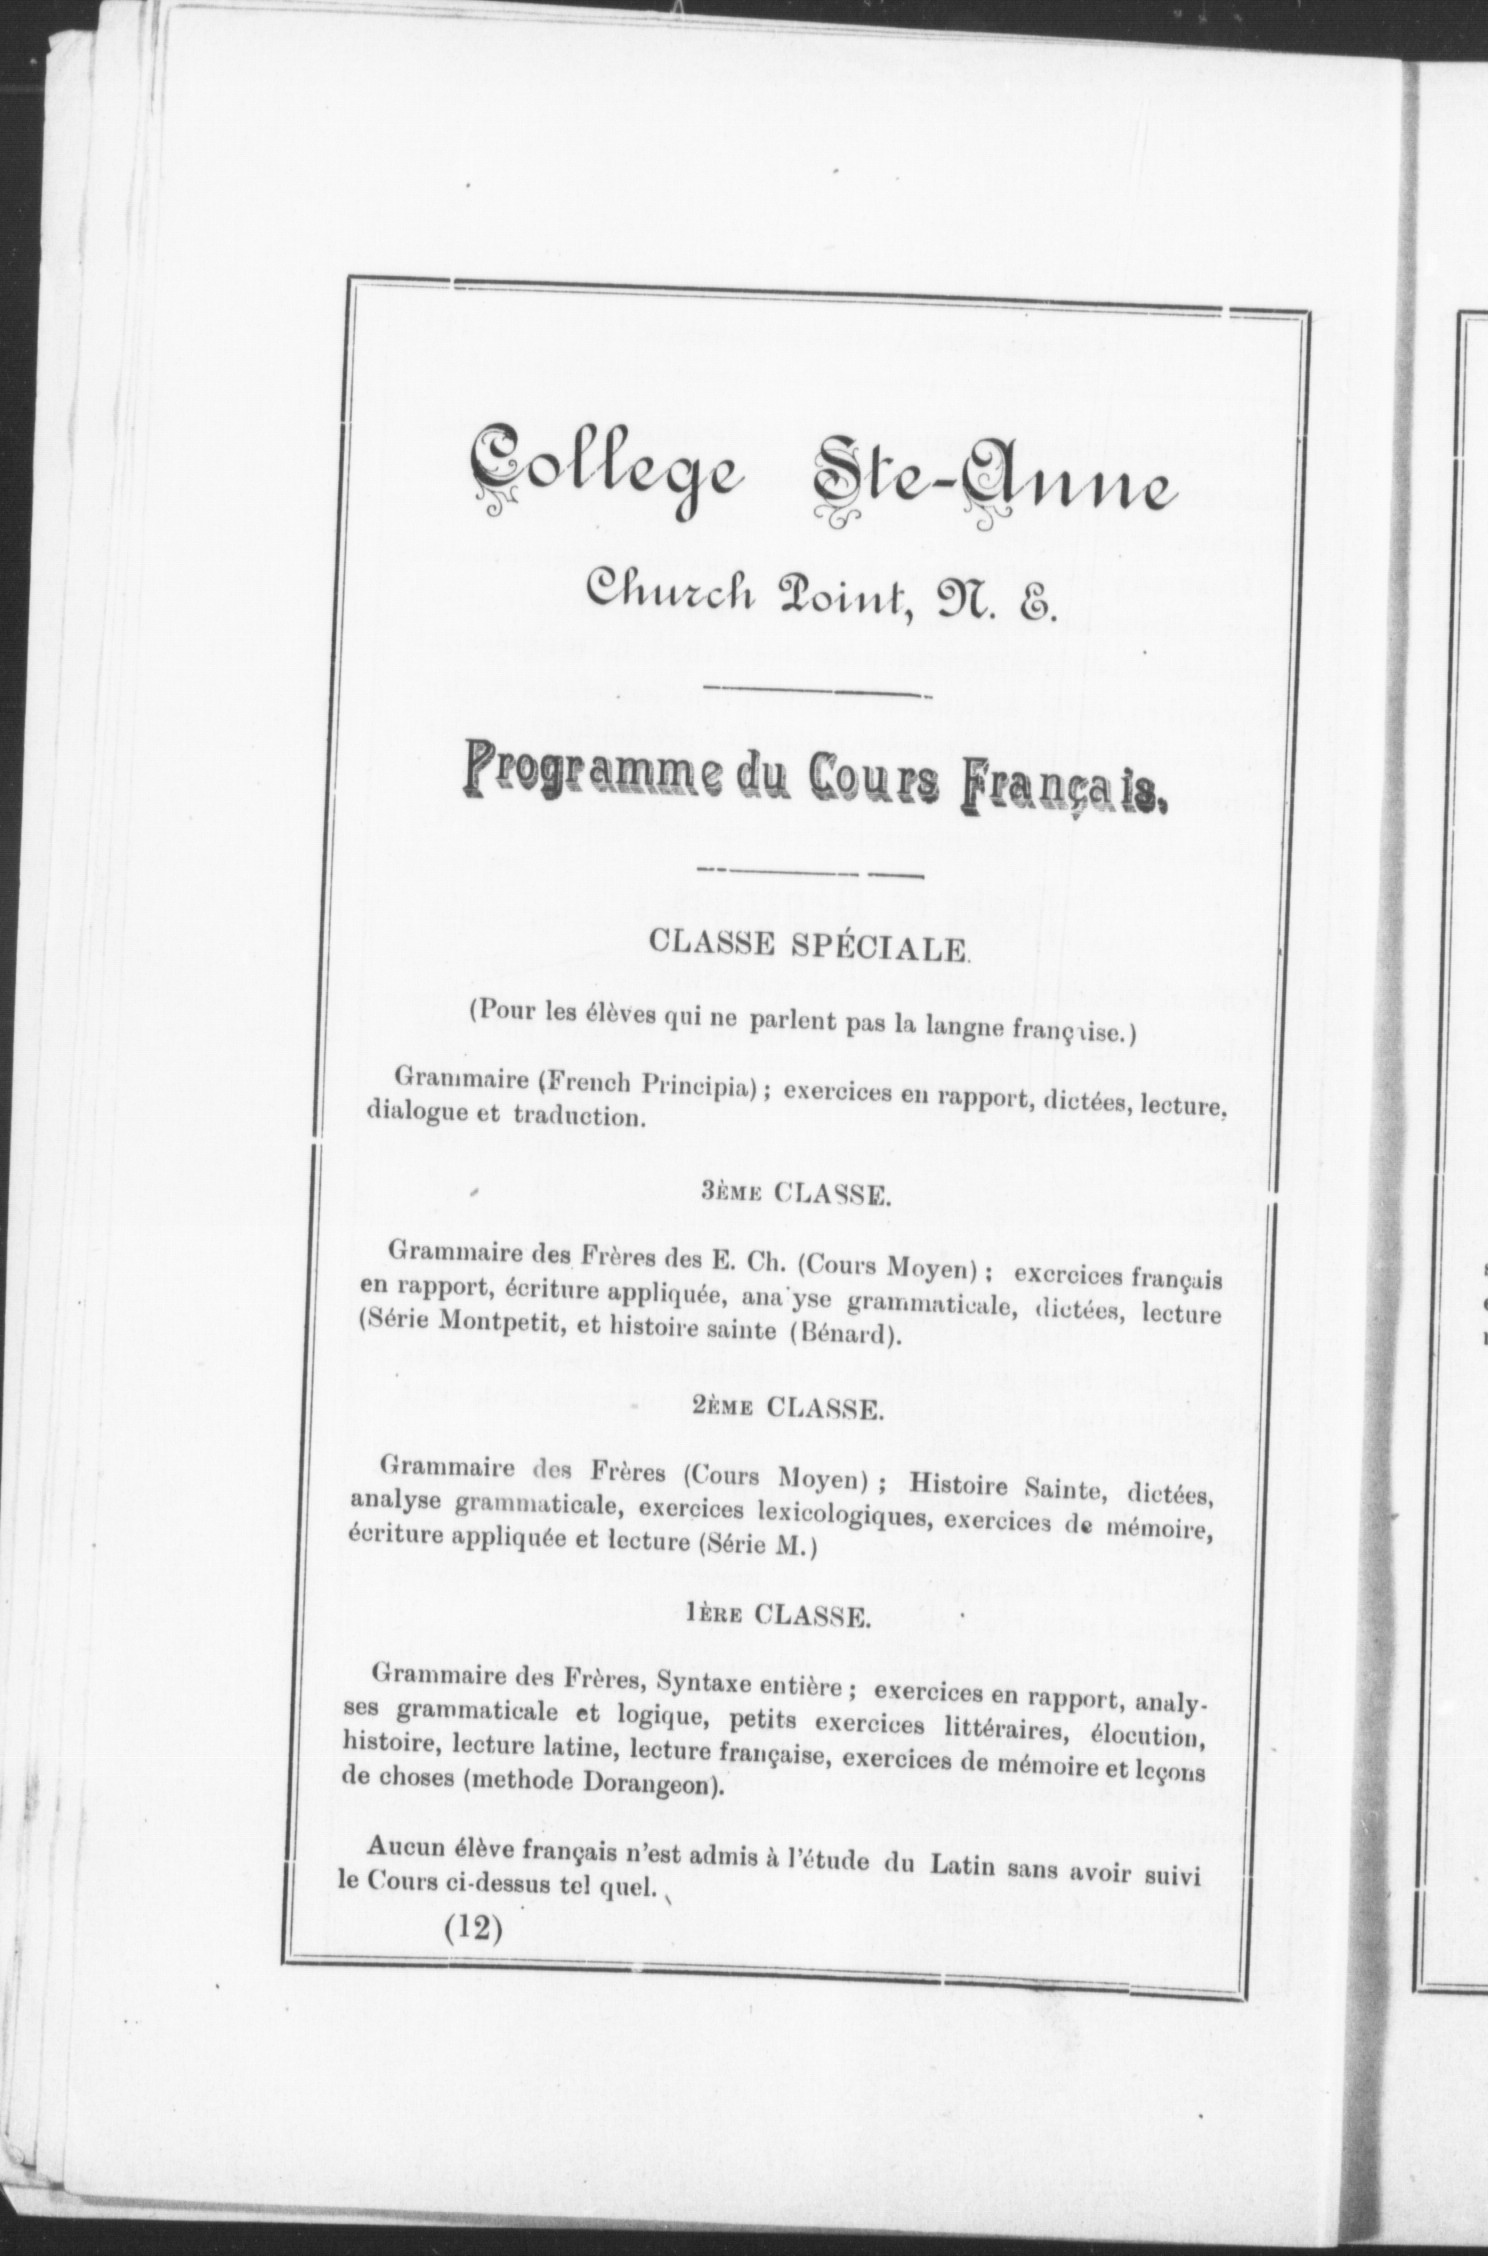 College Ste-Anne
Church Point, N. E.
Programme du Cours Français.
CLASSE SPÉCIALE.
(Pour les élèves qui ne parlent pas la langne française.)
Grammaire (French Principia) ; exercices en rapport, dictées, lecture,
dialogue et traduction.
3ÈME CLASSE.
Grammaire des Frères des E. Ch. (Cours Moyen) ; exercices français
en rapport, écriture appliquée, ana yse grammaticale, dictées, lecture
(Série Montpetit, et histoire sainte (Bénard).
2ÈME CLASSE.
Grammaire des Frères (Cours Moyen) ; Histoire Sainte, dictées,
analyse grammaticale, exercices lexicologiques, exercices de mémoire,
écriture appliquée et lecture (Série M.)
1ÈRE CLASSE.
Grammaire des Frères, Syntaxe entière ; exercices en rapport, analy-
ses grammaticale et logique, petits exercices littéraires, élocution,
histoire, lecture latine, lecture française, exercices de mémoire et leçons
de choses (methode Dorangeon).
Aucun élève français n'est admis à l'étude du Latin sans avoir suivi
le Cours ci-dessus tel quel.
(12)